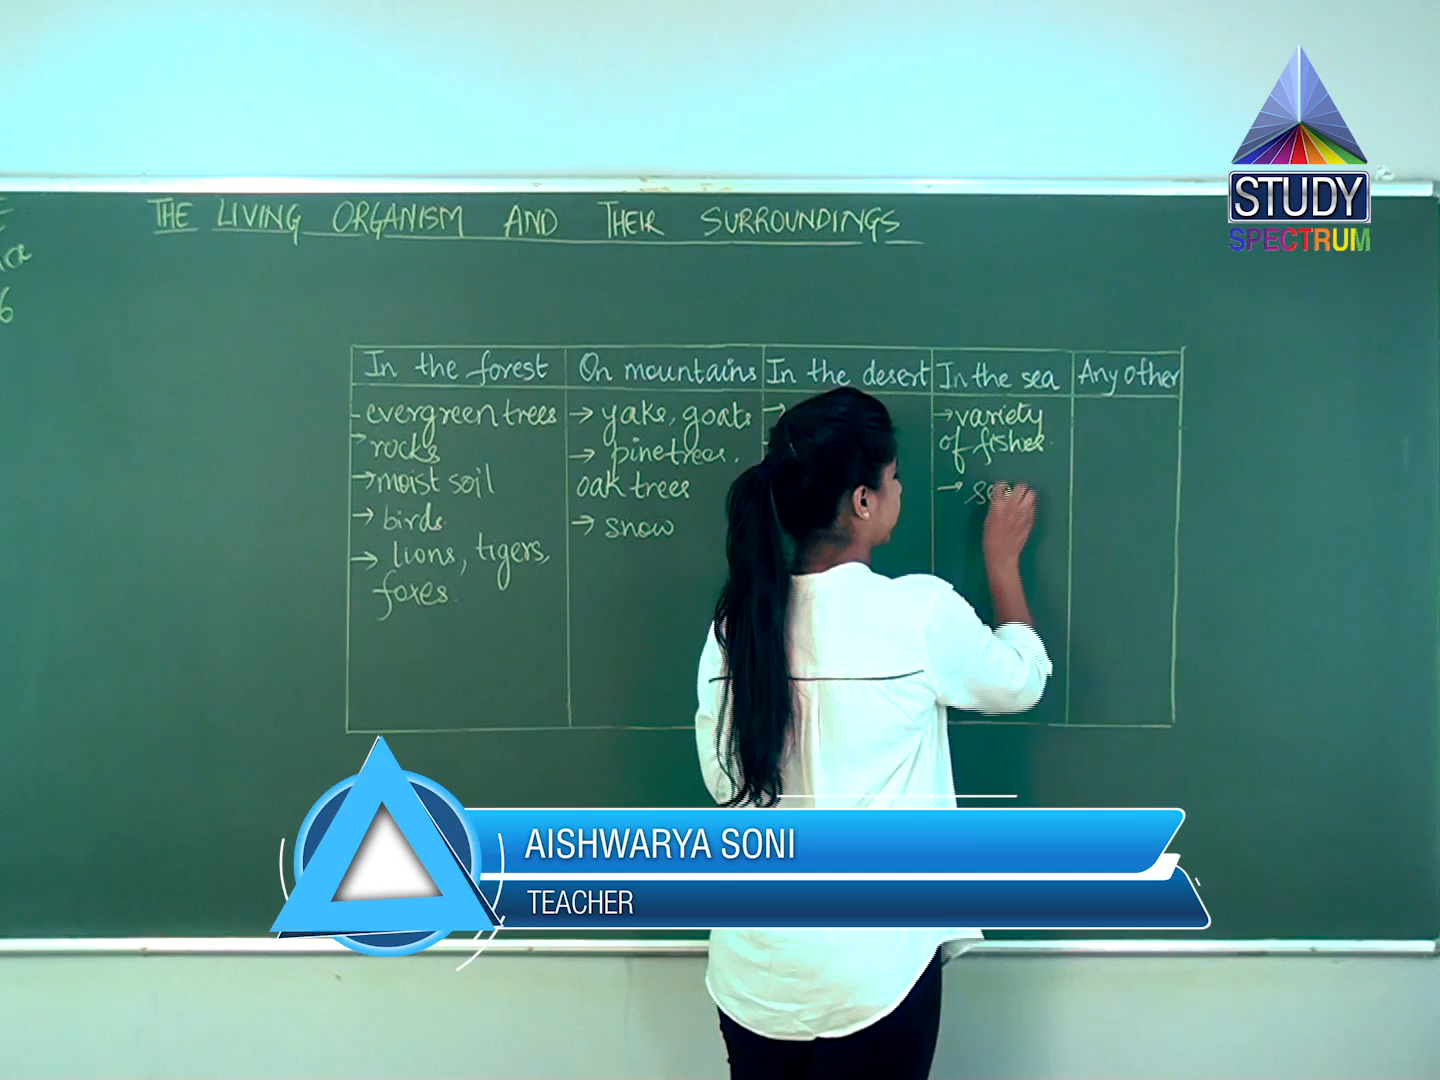 THE LIVING ORGANISM AND THEIR SURROUNDINGS
STUDY
SPECTRUM
6
In the forest
- evergreen trees
→ rocks
→ moist soil
→ birds
→ lions, tigers,
foxes.
On mountains
→ yaks, goats
→ pinetrees,
oak trees
→ snow
In the desert
→
In the sea
→ variety
of fishes.
→
Any other
AISHWARYA SONI
TEACHER